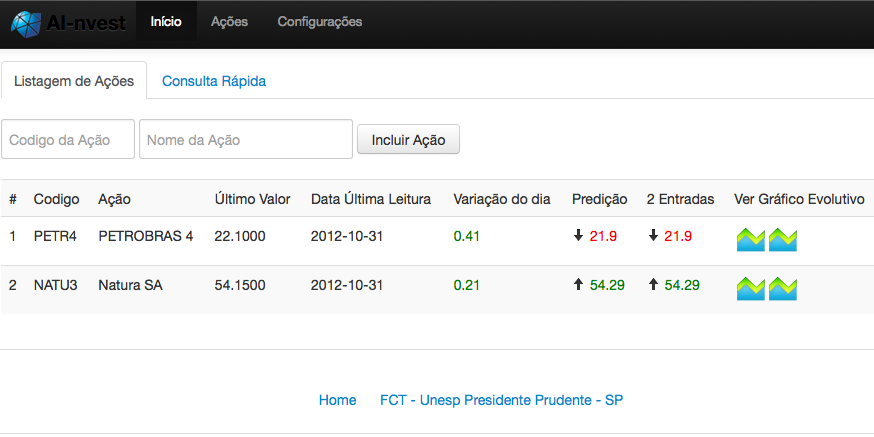 AI-nvest Início Ações Configurações
Listagem de Ações Consulta Rápida
Codigo da Ação Nome da Ação Incluir Ação
# Codigo Ação Último Valor Data Última Leitura Variação do dia Predição 2 Entradas Ver Gráfico Evolutivo
1 PETR4 PETROBRAS 4 22.1000 2012-10-31 0.41 21.9 21.9
2 NATU3 Natura SA 54.1500 2012-10-31 0.21 54.29 54.29
Home FCT - Unesp Presidente Prudente - SP